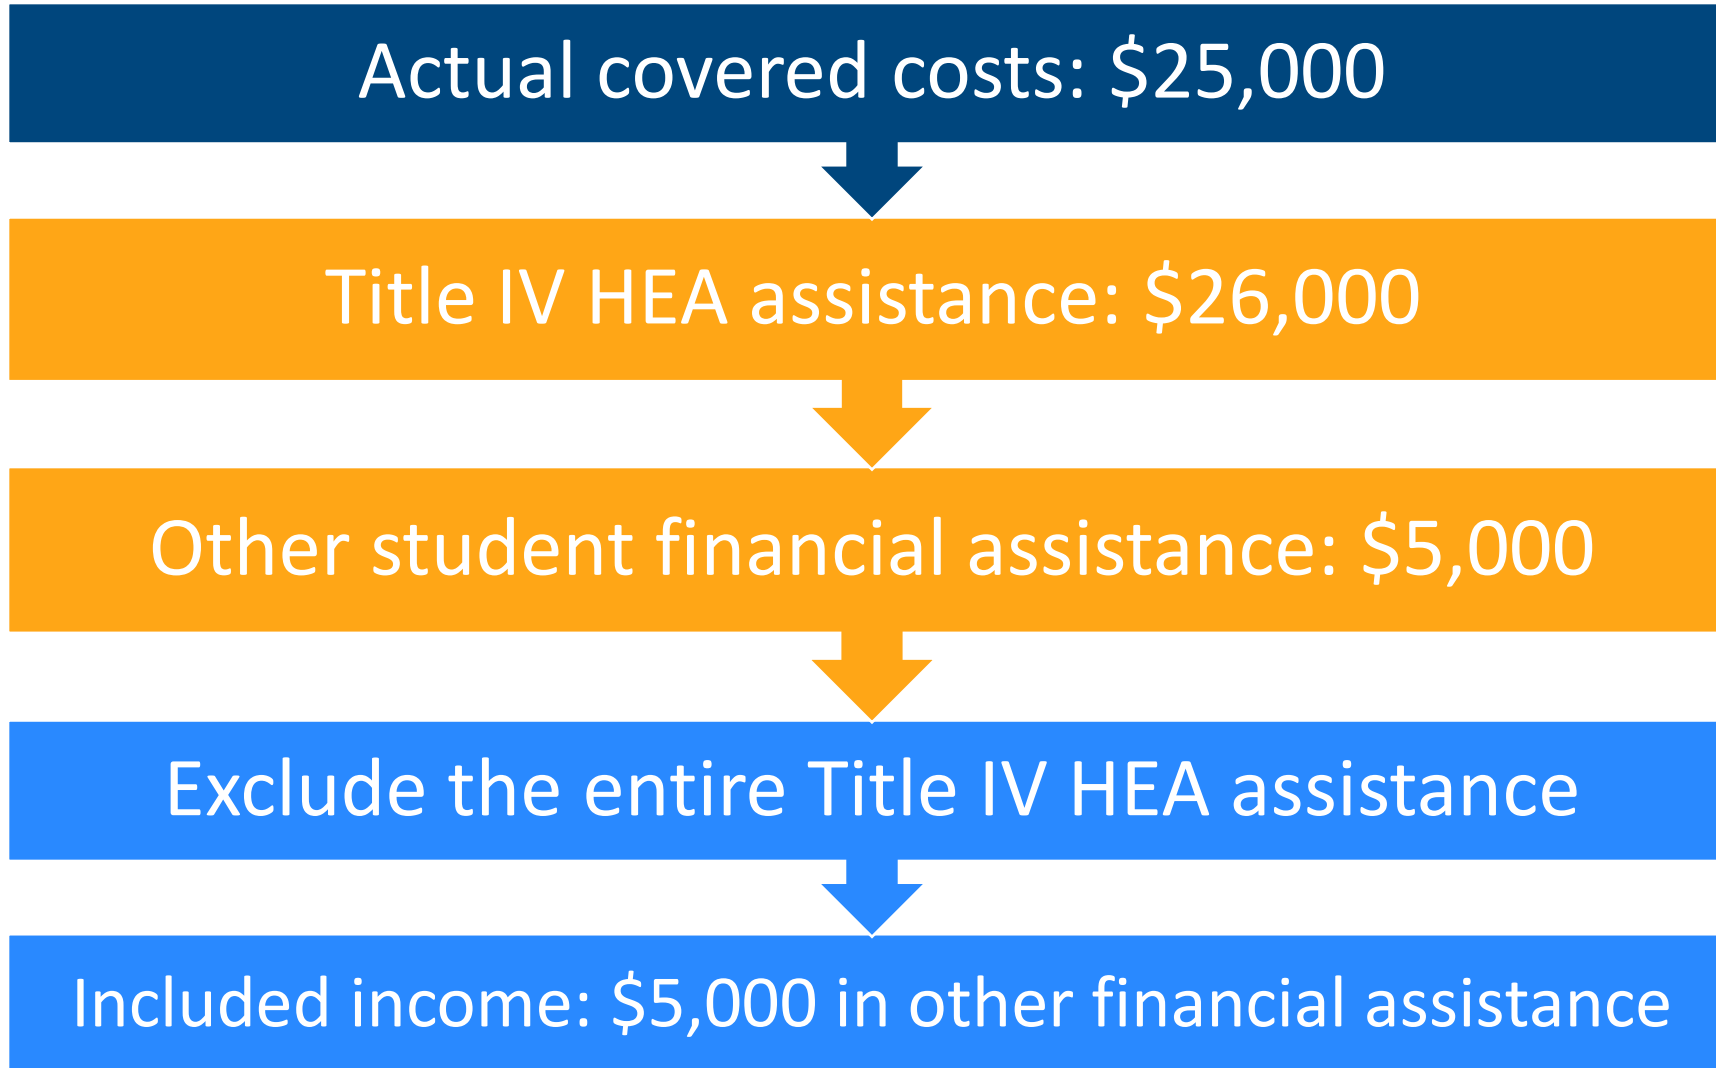 Actual covered costs: $25,000
Title IV HEA assistance: $26,000
Other student financial assistance: $5,000
Exclude the entire Title IV HEA assistance
Included income: $5,000 in other financial assistance